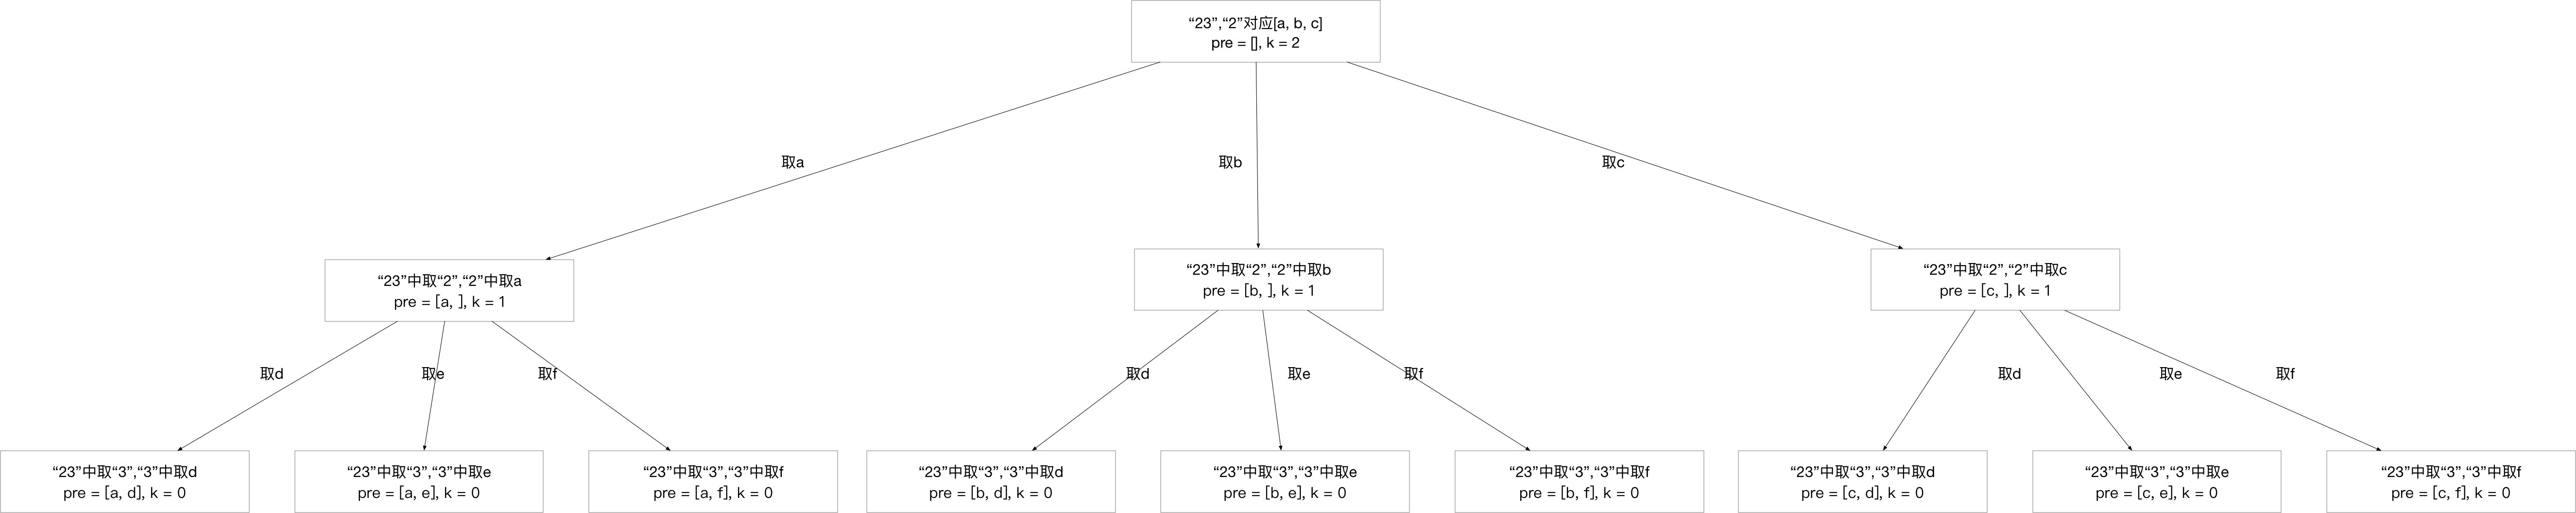 “23”,“2”对应[a, b, c]
pre = [], k = 2
取a
取b
取c
“23”中取“2”,“2”中取a
pre = [a, ], k = 1
“23”中取“2”,“2”中取b
pre = [b, ], k = 1
“23”中取“2”,“2”中取c
pre = [c, ], k = 1
取d
取e
取f
取d
取e
取f
取d
取e
取f
“23”中取“3”,“3”中取d
pre = [a, d], k = 0
“23”中取“3”,“3”中取e
pre = [a, e], k = 0
“23”中取“3”,“3”中取f
pre = [a, f], k = 0
“23”中取“3”,“3”中取d
pre = [b, d], k = 0
“23”中取“3”,“3”中取e
pre = [b, e], k = 0
“23”中取“3”,“3”中取f
pre = [b, f], k = 0
“23”中取“3”,“3”中取d
pre = [c, d], k = 0
“23”中取“3”,“3”中取e
pre = [c, e], k = 0
“23”中取“3”,“3”中取f
pre = [c, f], k = 0